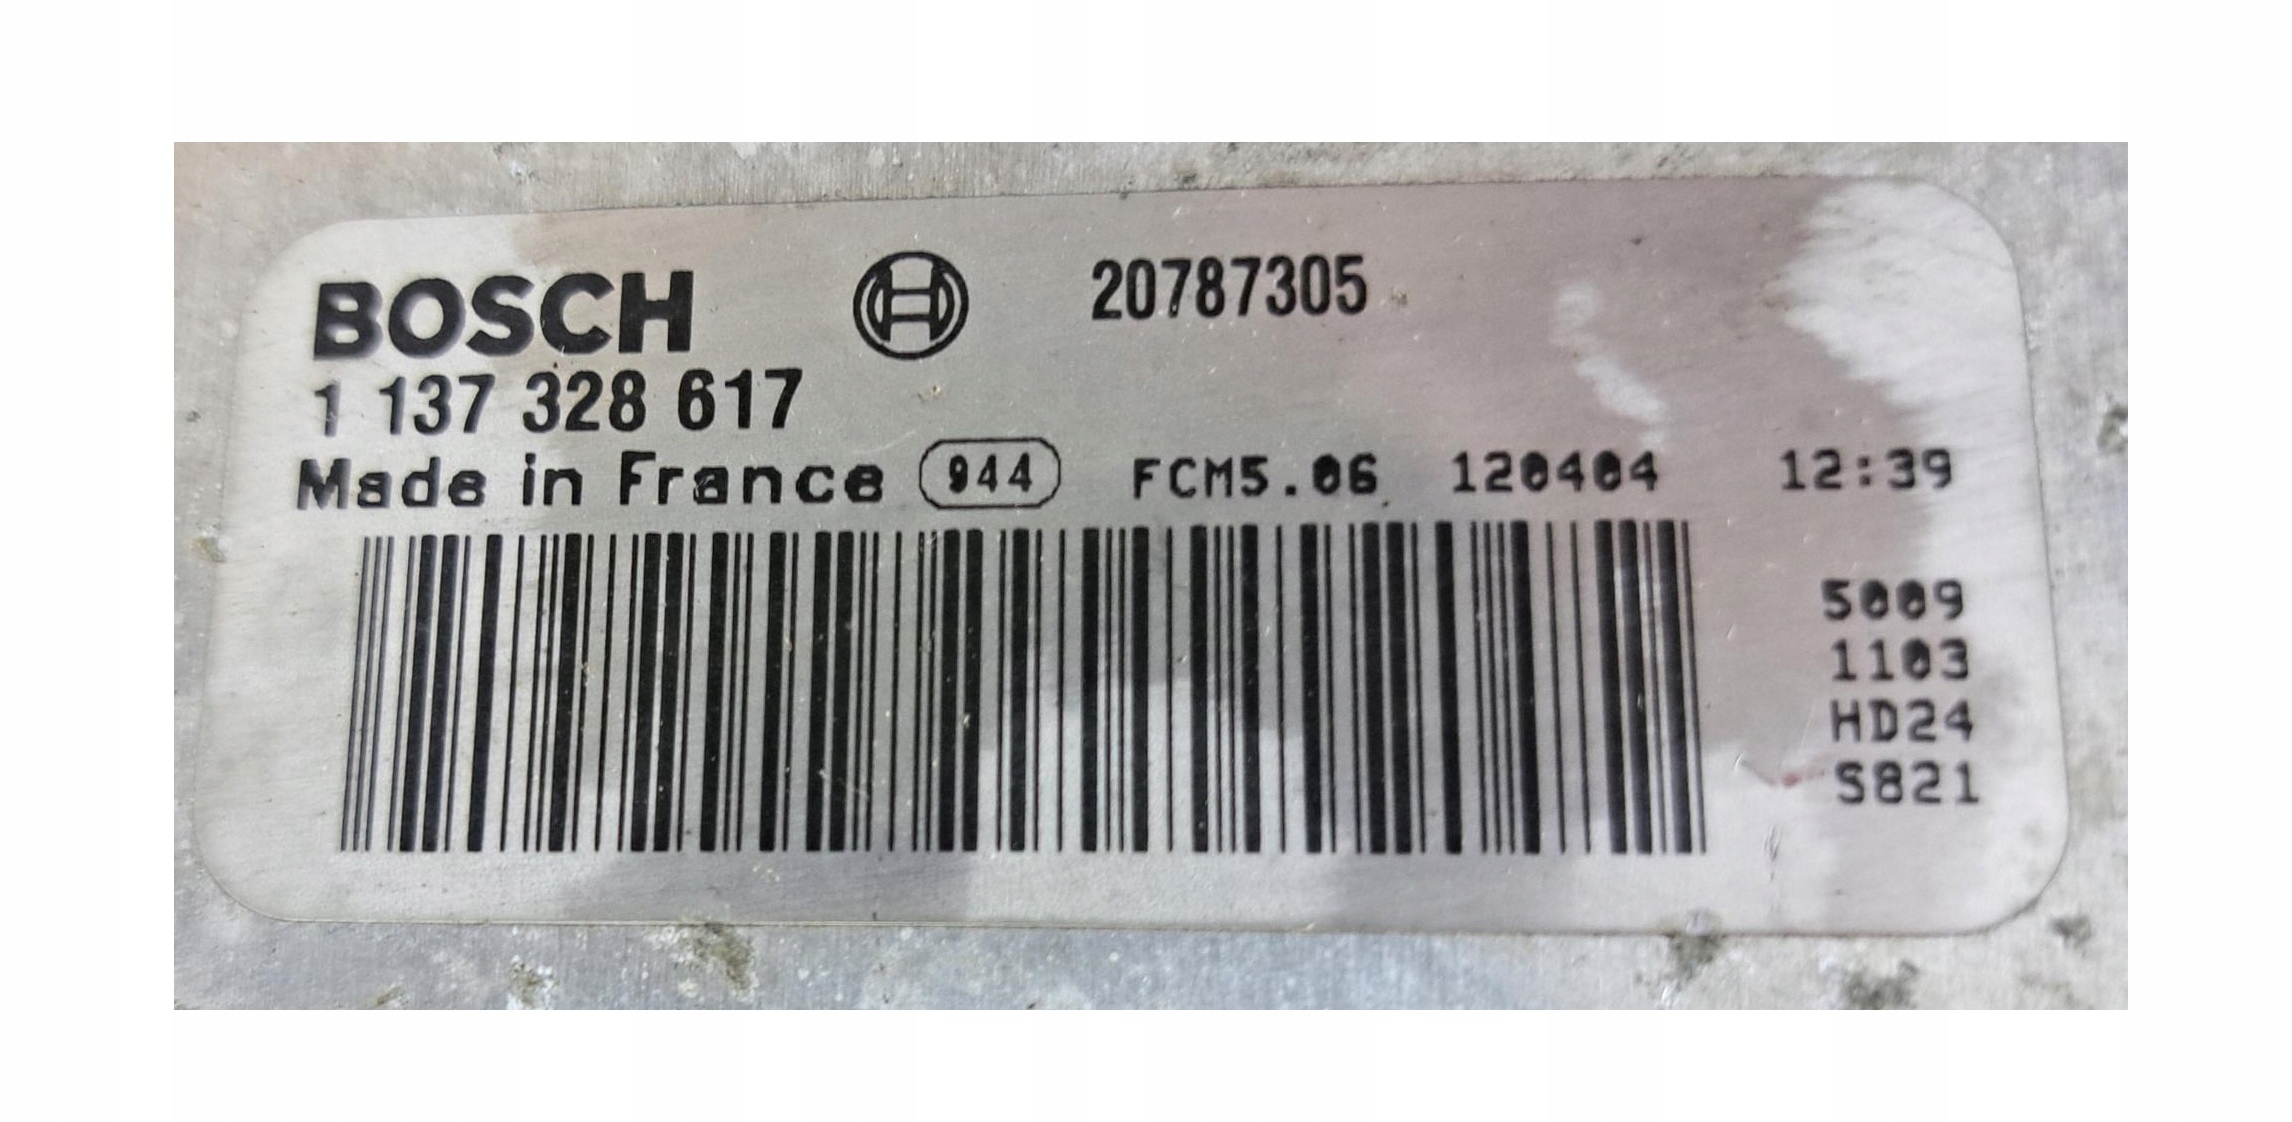 BOSCH 20787305
1 137 328 617
Made in France 944 FCM5.06 120404 12:39
5009
1103
HD24
S821